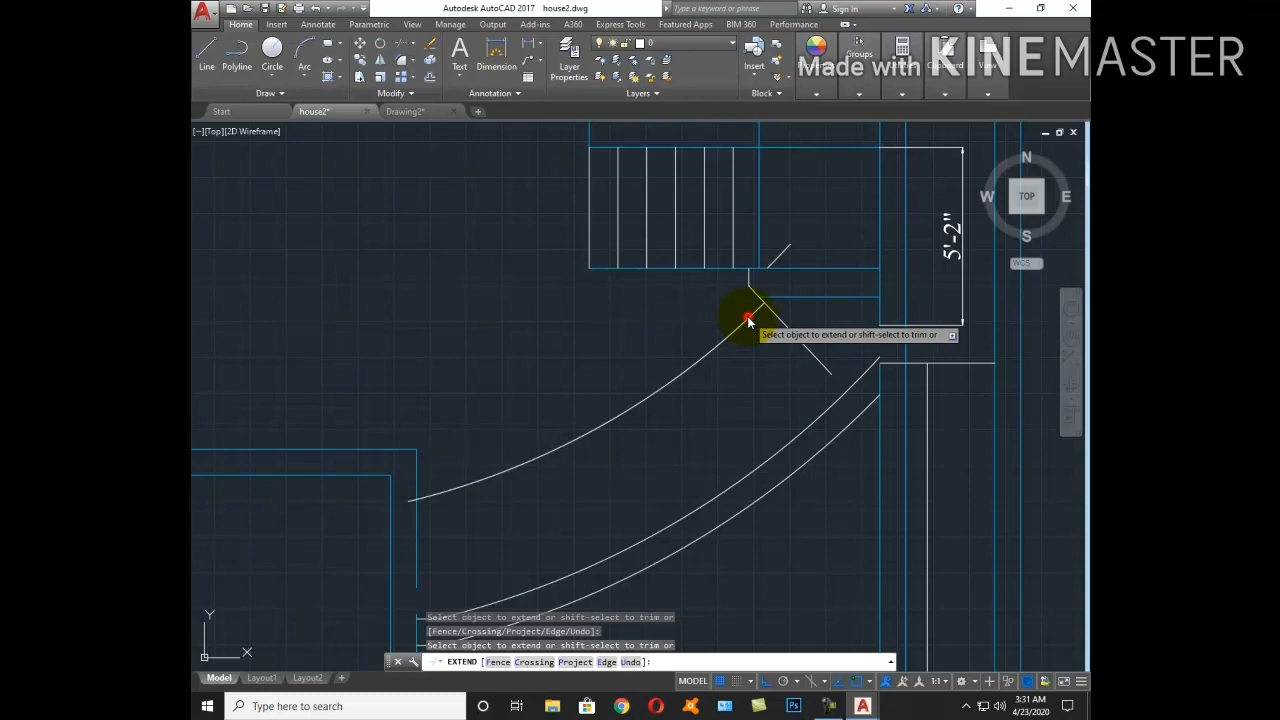 Autodesk AutoCAD 2017 house2.dwg
Type a keyword or phrase
Sign In
Home Insert Annotate Parametric View Manage Output Add-ins A360 Express Tools Featured Apps BIM 360 Performance
Made with KINEMASTER
Line Polyline Circle Arc Text Dimension Layer Properties 0 Insert Groups
Draw Modify Annotation Layers Block
Start house2* Drawing2*
[−][Top][2D Wireframe]
N
W TOP E
S
WCS
5'-2"
Select object to extend or shift-select to trim or
Select object to extend or shift-select to trim or
[Fence/Crossing/Project/Edge/Undo]:
Select object to extend or shift-select to trim or
EXTEND [Fence Crossing Project Edge Undo]:
Y
X
Model Layout1 Layout2
MODEL 1:1
Type here to search
3:31 AM
4/23/2020